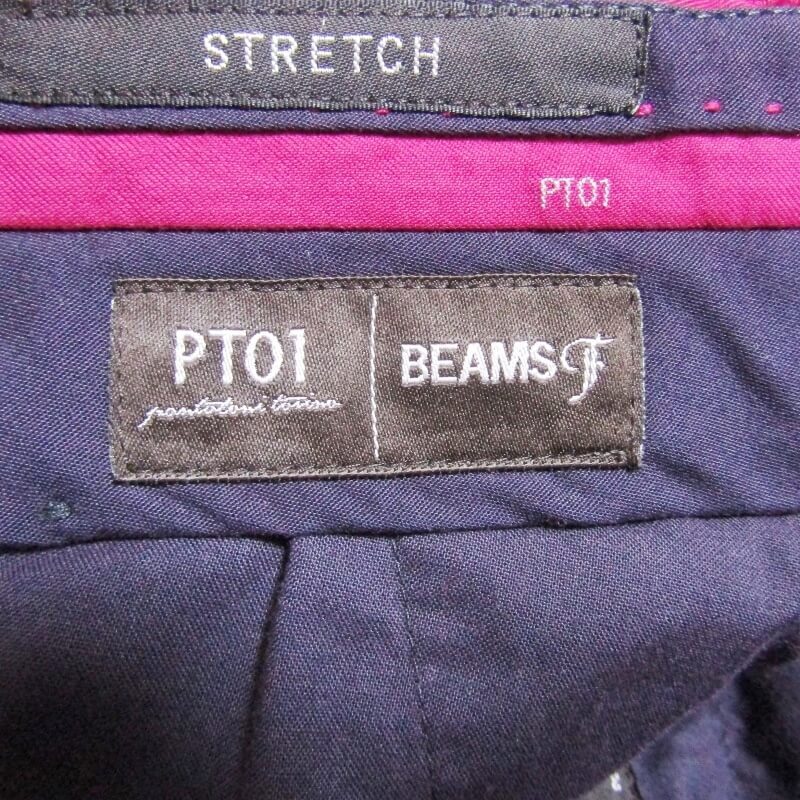 STRETCH
PT01
PT01
pantaloni torino
BEAMS F